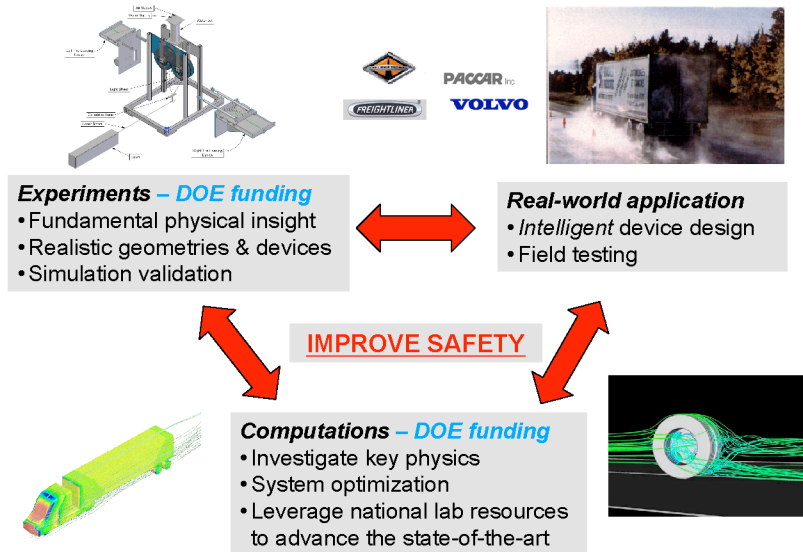 PACCAR Inc
FREIGHTLINER
VOLVO
Experiments – DOE funding
• Fundamental physical insight
• Realistic geometries & devices
• Simulation validation
Real-world application
• Intelligent device design
• Field testing
IMPROVE SAFETY
Computations – DOE funding
• Investigate key physics
• System optimization
• Leverage national lab resources
to advance the state-of-the-art